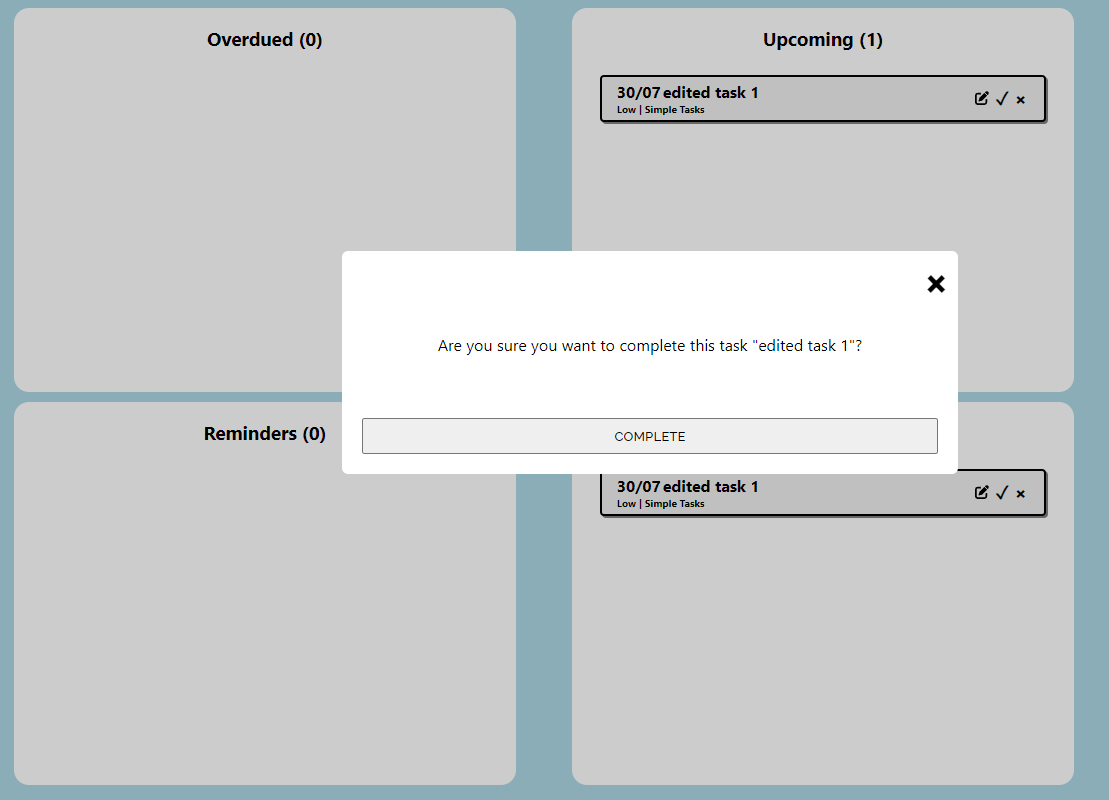 Overdued (0)
Upcoming (1)
30/07 edited task 1
Low | Simple Tasks
Are you sure you want to complete this task "edited task 1"?
COMPLETE
Reminders (0)
30/07 edited task 1
Low | Simple Tasks